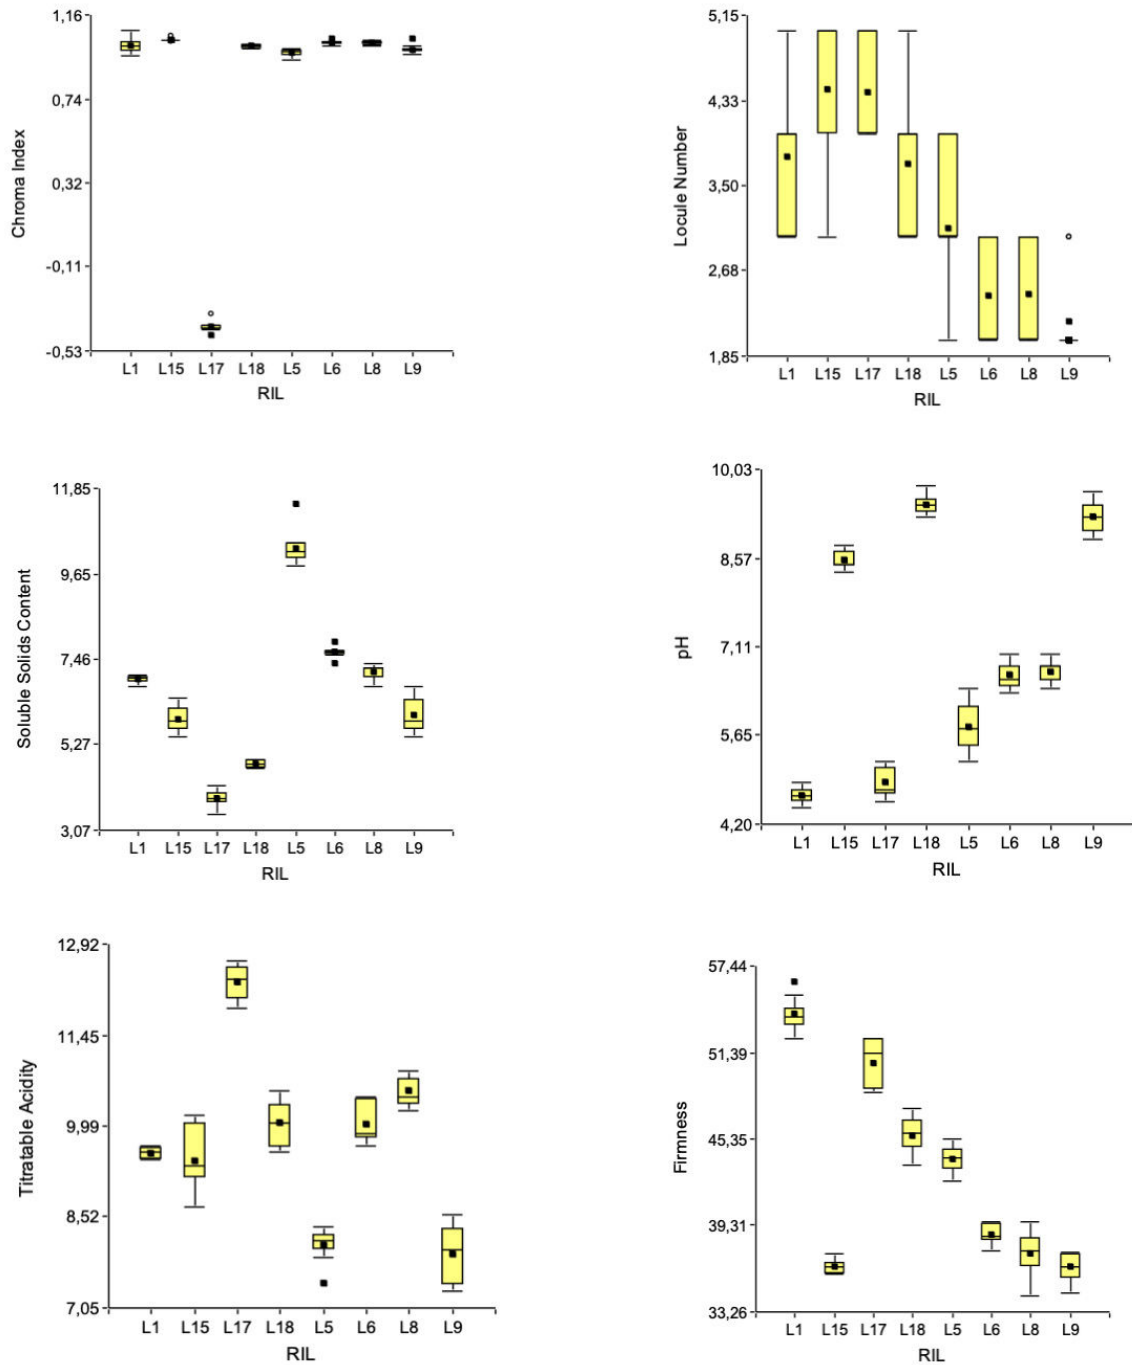 Chroma Index
1,16
0,74
0,32
-0,11
-0,53
L1 L15 L17 L18 L5 L6 L8 L9
RIL
Locule Number
5,15
4,33
3,50
2,68
1,85
L1 L15 L17 L18 L5 L6 L8 L9
RIL
Soluble Solids Content
11,85
9,65
7,46
5,27
3,07
L1 L15 L17 L18 L5 L6 L8 L9
RIL
pH
10,03
8,57
7,11
5,65
4,20
L1 L15 L17 L18 L5 L6 L8 L9
RIL
Titratable Acidity
12,92
11,45
9,99
8,52
7,05
L1 L15 L17 L18 L5 L6 L8 L9
RIL
Firmness
57,44
51,39
45,35
39,31
33,26
L1 L15 L17 L18 L5 L6 L8 L9
RIL